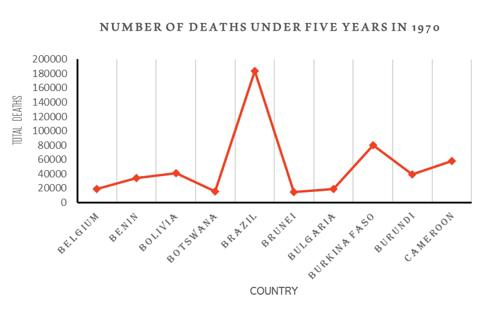 NUMBER OF DEATHS UNDER FIVE YEARS IN 1970
TOTAL DEATHS
200000
180000
160000
140000
120000
100000
80000
60000
40000
20000
0
BELGIUM
BENIN
BOLIVIA
BOTSWANA
BRAZIL
BRUNEI
BULGARIA
BURKINA FASO
BURUNDI
CAMEROON
COUNTRY